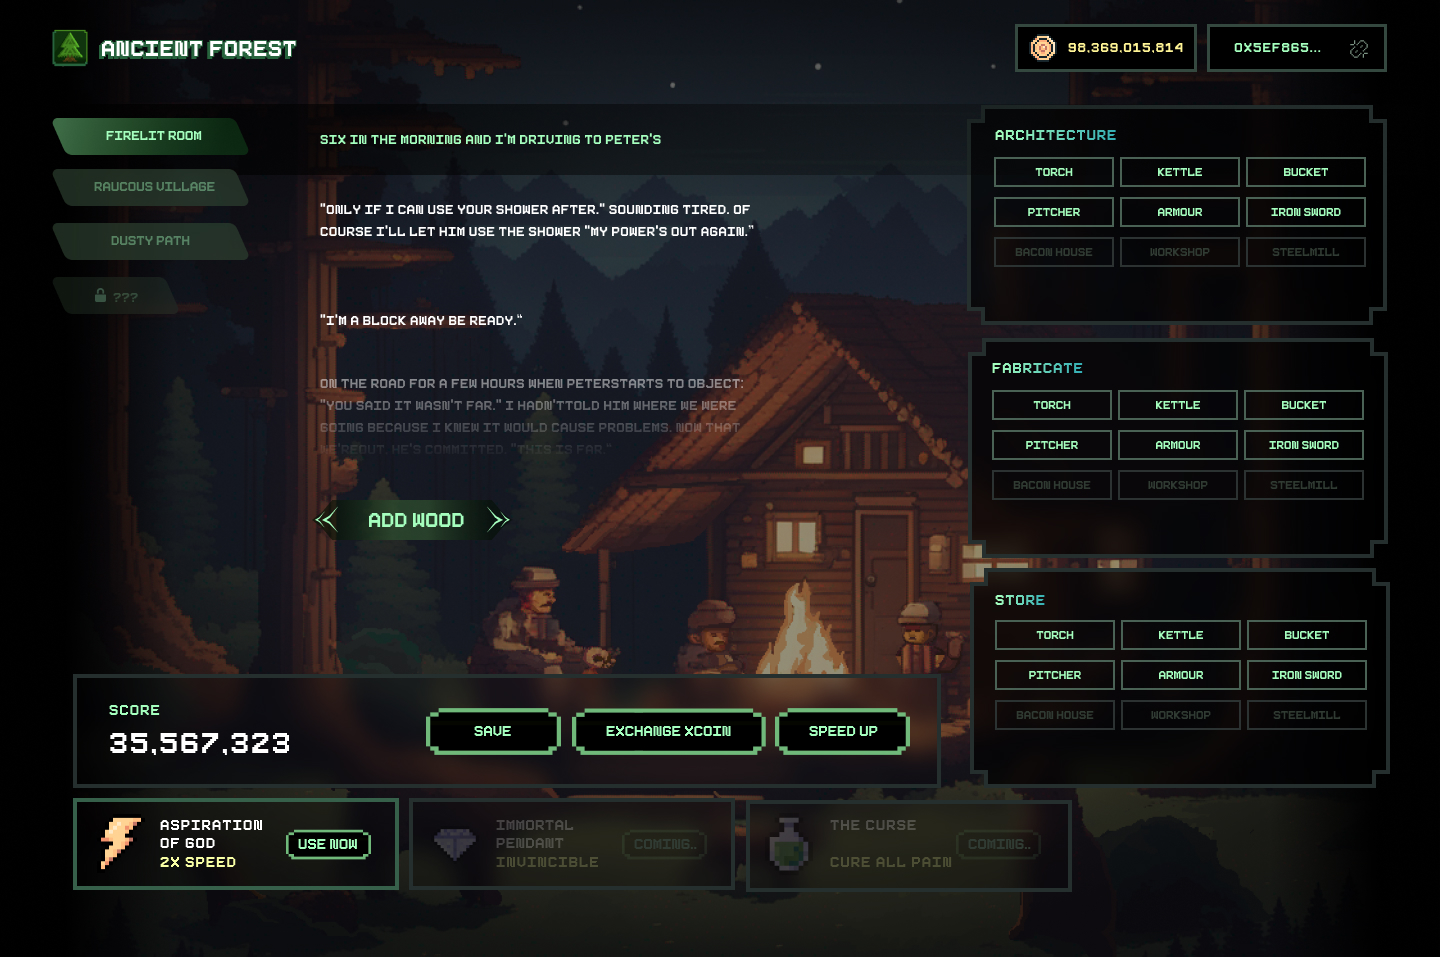 ANCIENT FOREST
98,369,015,814
0X5EF865...
FIRELIT ROOM
RAUCOUS VILLAGE
DUSTY PATH
???
SIX IN THE MORNING AND I'M DRIVING TO PETER'S
"ONLY IF I CAN USE YOUR SHOWER AFTER." SOUNDING TIRED. OF
COURSE I'LL LET HIM USE THE SHOWER "MY POWER'S OUT AGAIN."
"I'M A BLOCK AWAY BE READY."
ON THE ROAD FOR A FEW HOURS WHEN PETERSTARTS TO OBJECT:
"YOU SAID IT WASN'T FAR." I HADN'TTOLD HIM WHERE WE WERE
GOING BECAUSE I KNEW IT WOULD CAUSE PROBLEMS. NOW THAT
WE'REOUT, HE'S COMMITTED. "THIS IS FAR."
ADD WOOD
ARCHITECTURE
TORCH KETTLE BUCKET
PITCHER ARMOUR IRON SWORD
BACON HOUSE WORKSHOP STEELMILL
FABRICATE
TORCH KETTLE BUCKET
PITCHER ARMOUR IRON SWORD
BACON HOUSE WORKSHOP STEELMILL
STORE
TORCH KETTLE BUCKET
PITCHER ARMOUR IRON SWORD
BACON HOUSE WORKSHOP STEELMILL
SCORE
35,567,323
SAVE
EXCHANGE XCOIN
SPEED UP
ASPIRATION
OF GOD
2X SPEED
USE NOW
IMMORTAL
PENDANT
INVINCIBLE
COMING..
THE CURSE
CURE ALL PAIN
COMING..